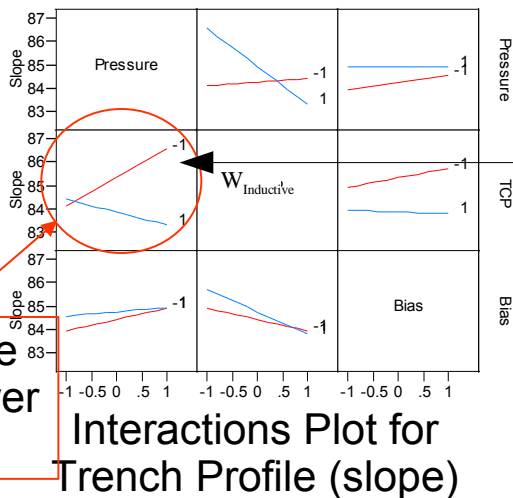 87
86
85
84
83
Slope
Pressure
-1
1
1
-1
Pressure
87
86
85
84
83
Slope
-1
1
W Inductive
-1
1
TCP
87
86
85
84
83
Slope
-1
-1
Bias
Bias
-1 -0.5 0 .5 1
-1 -0.5 0 .5 1
-1 -0.5 0 .5 1
Interactions Plot for
Trench Profile (slope)